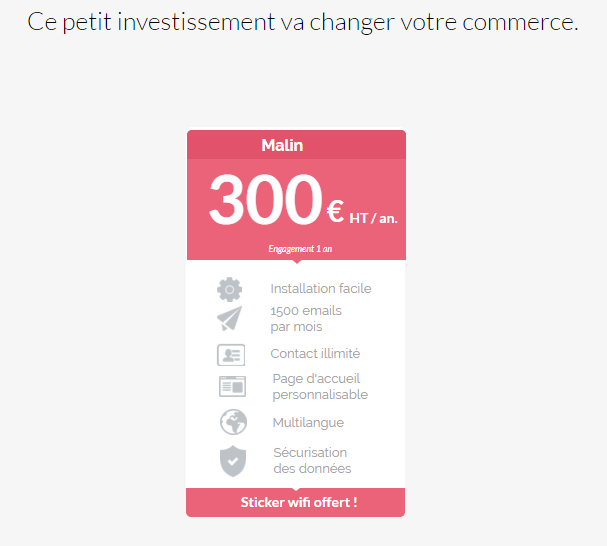 Ce petit investissement va changer votre commerce.
Malin
300 € HT / an.
Engagement 1 an
Installation facile
1500 emails
par mois
Contact illimité
Page d'accueil
personnalisable
Multilangue
Sécurisation
des données
Sticker wifi offert !